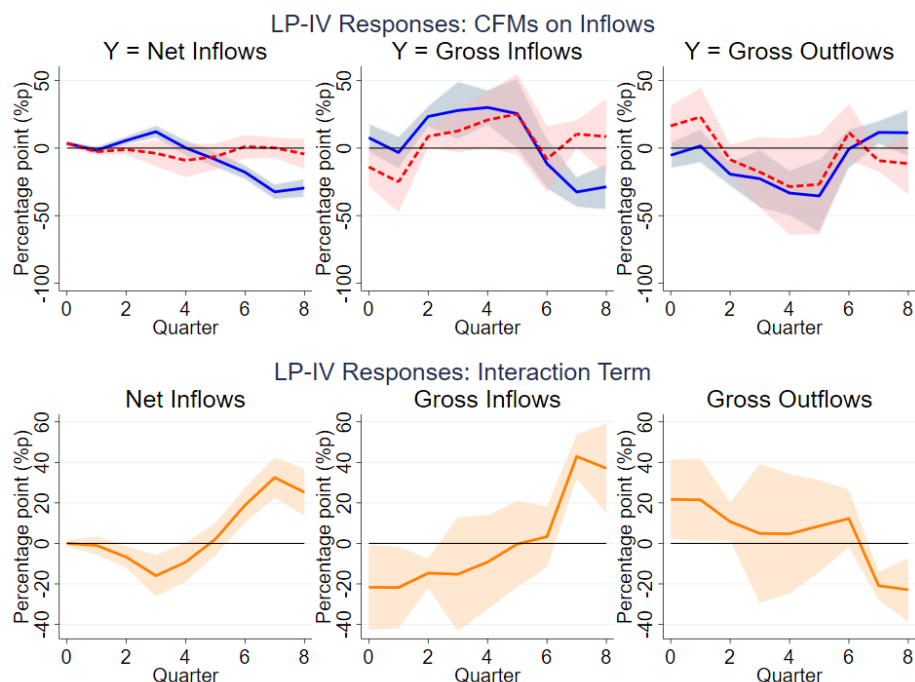 LP-IV Responses: CFMs on Inflows
Y = Net Inflows
Y = Gross Inflows
Y = Gross Outflows
Percentage point (%p)
50
0
-50
-100
0 2 4 6 8
Quarter
Percentage point (%p)
50
0
-50
-100
0 2 4 6 8
Quarter
Percentage point (%p)
50
0
-50
-100
0 2 4 6 8
Quarter
LP-IV Responses: Interaction Term
Net Inflows
Gross Inflows
Gross Outflows
Percentage point (%p)
60
40
20
0
-20
-40
0 2 4 6 8
Quarter
Percentage point (%p)
60
40
20
0
-20
-40
0 2 4 6 8
Quarter
Percentage point (%p)
60
40
20
0
-20
-40
0 2 4 6 8
Quarter